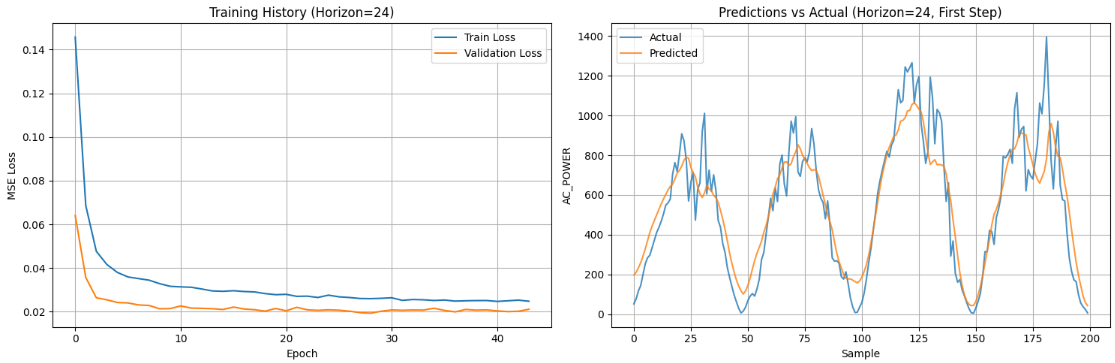 Training History (Horizon=24)
Train Loss
Validation Loss
0.14
0.12
0.10
0.08
0.06
0.04
0.02
MSE Loss
0
10
20
30
40
Epoch
Predictions vs Actual (Horizon=24, First Step)
Actual
Predicted
1400
1200
1000
800
600
400
200
0
AC_POWER
0
25
50
75
100
125
150
175
200
Sample